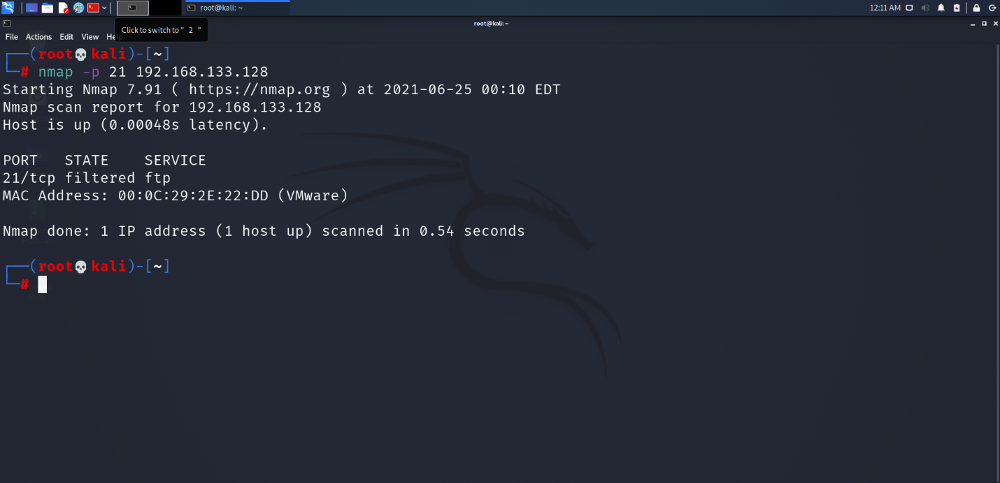 root@kali: ~
12:11 AM
root@kali: ~
Click to switch to " 2 "
File Actions Edit View
(root💀kali)-[~]
# nmap -p 21 192.168.133.128
Starting Nmap 7.91 ( https://nmap.org ) at 2021-06-25 00:10 EDT
Nmap scan report for 192.168.133.128
Host is up (0.00048s latency).
PORT STATE SERVICE
21/tcp filtered ftp
MAC Address: 00:0C:29:2E:22:DD (VMware)
Nmap done: 1 IP address (1 host up) scanned in 0.54 seconds
(root💀kali)-[~]
#